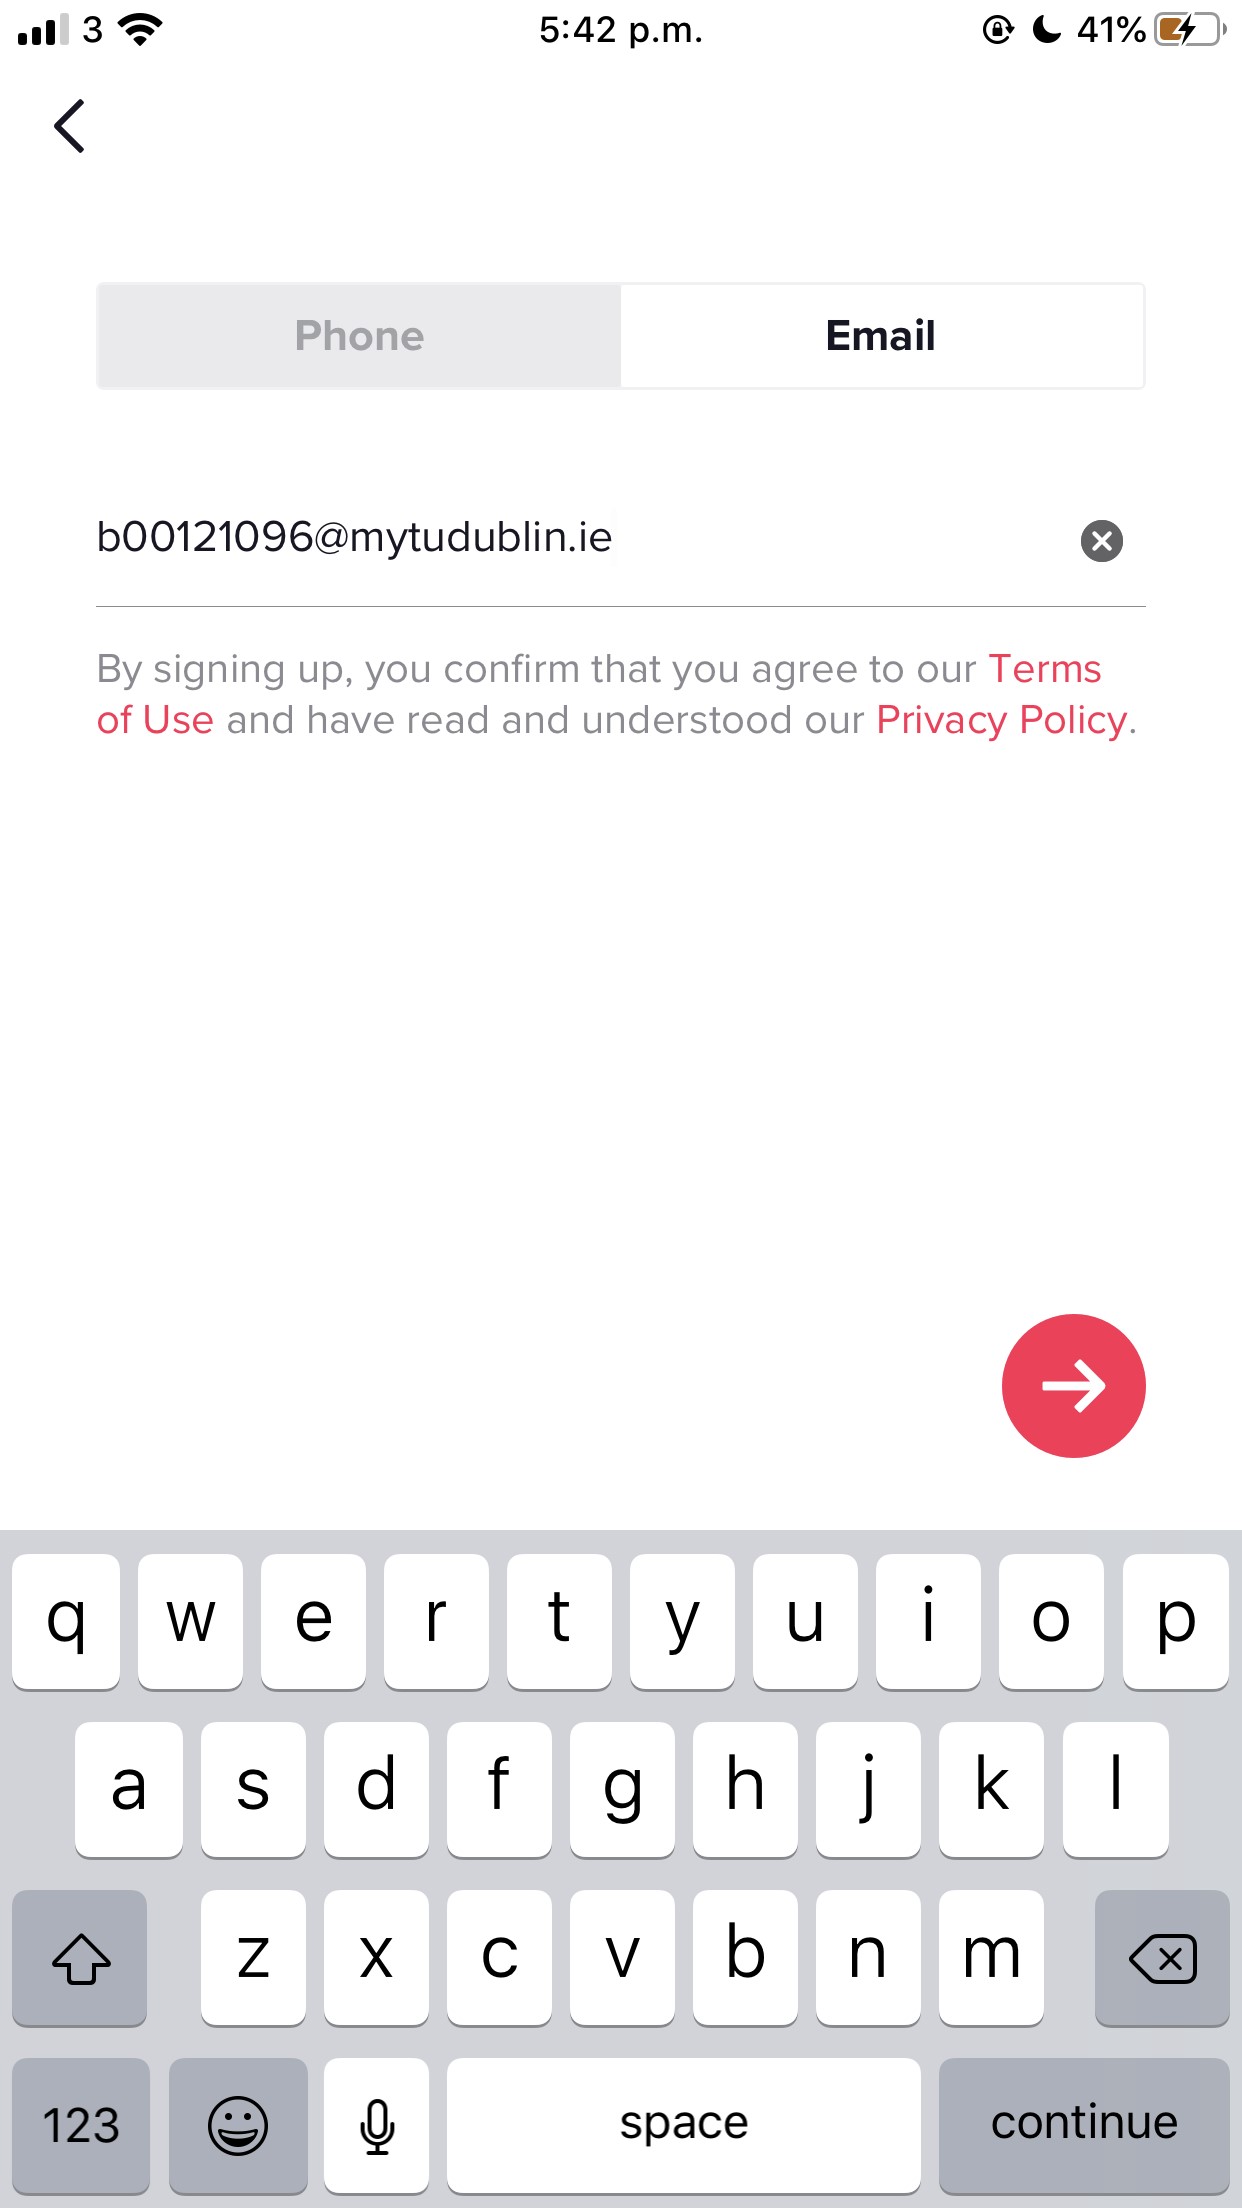 3
5:42 p.m.
41%
Phone
Email
b00121096@mytudublin.ie
By signing up, you confirm that you agree to our Terms
of Use and have read and understood our Privacy Policy.
q w e r t y u i o p
a s d f g h j k l
z x c v b n m
123 space continue